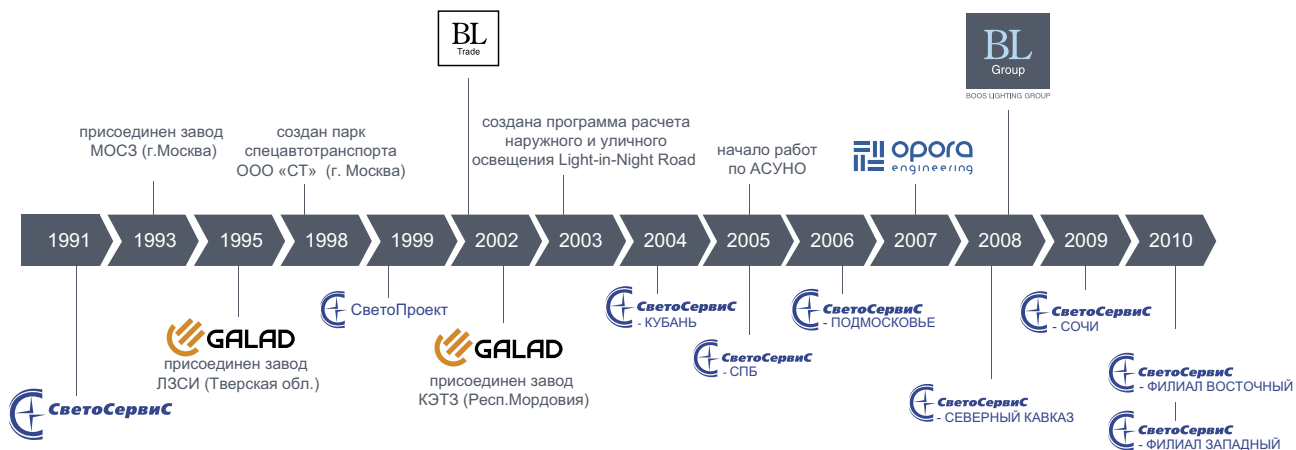 BL
Trade
BL
Group
BOOS LIGHTING GROUP
присоединен завод
МОСЗ (г.Москва)
создан парк
спецавтотранспорта
ООО «СТ» (г. Москва)
создана программа расчета
наружного и уличного
освещения Light-in-Night Road
начало работ
по АСУНО
opora
engineering
1991
1993
1995
1998
1999
2002
2003
2004
2005
2006
2007
2008
2009
2010
СветоСервиС
GALAD
присоединен завод
ЛЗСИ (Тверская обл.)
СветоПроект
GALAD
присоединен завод
КЭТЗ (Респ.Мордовия)
СветоСервиС
- КУБАНЬ
СветоСервиС
- СПБ
СветоСервиС
- ПОДМОСКОВЬЕ
СветоСервиС
- СЕВЕРНЫЙ КАВКАЗ
СветоСервиС
- СОЧИ
СветоСервиС
- ФИЛИАЛ ВОСТОЧНЫЙ
СветоСервиС
- ФИЛИАЛ ЗАПАДНЫЙ